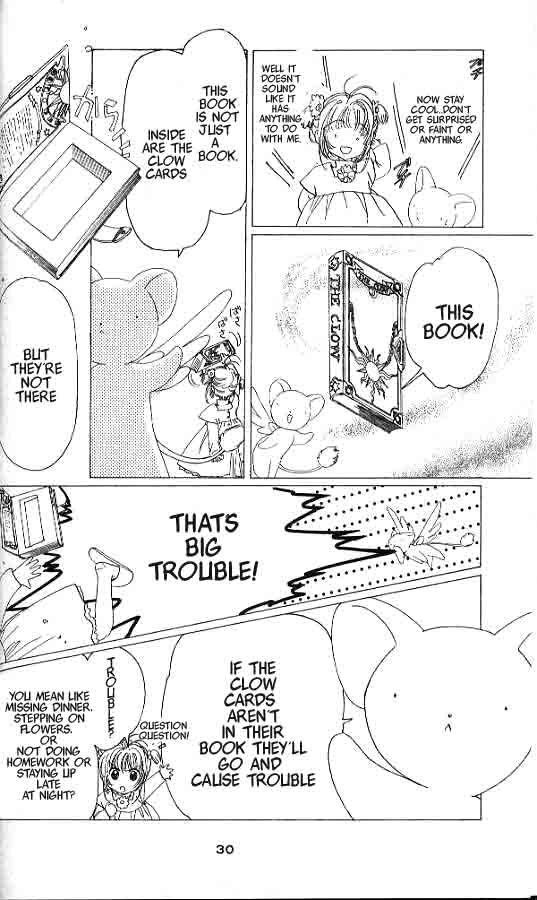 NOW STAY
COOL..DON'T
GET SURPRISED
OR FAINT OR
ANYTHING.
WELL IT
DOESN'T
SOUND
LIKE IT
HAS
ANYTHING
TO DO
WITH ME.
THIS
BOOK!
THE CLOW
THE CLOW
THIS
BOOK
IS NOT
JUST
A
BOOK.
INSIDE
ARE THE
CLOW
CARDS
BUT
THEY'RE
NOT
THERE
THATS
BIG
TROUBLE!
IF THE
CLOW
CARDS
AREN'T
IN THEIR
BOOK THEY'LL
GO AND
CAUSE TROUBLE
TROUBLE?
QUESTION
QUESTION!
YOU MEAN LIKE
MISSING DINNER.
STEPPING ON
FLOWERS.
OR
NOT DOING
HOMEWORK OR
STAYING UP
LATE
AT NIGHT?
30